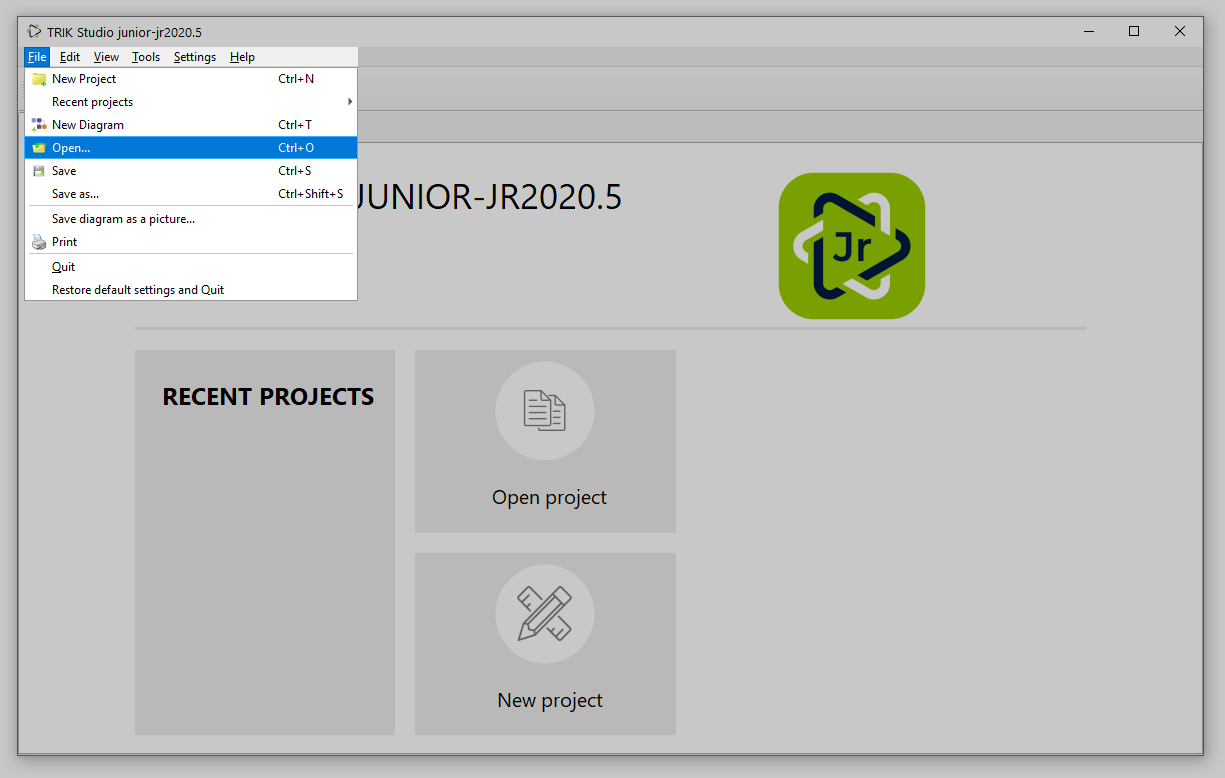 TRIK Studio junior-jr2020.5
File Edit View Tools Settings Help
New Project Ctrl+N
Recent projects
New Diagram Ctrl+T
Open... Ctrl+O
Save Ctrl+S
Save as... Ctrl+Shift+S
Save diagram as a picture...
Print
Quit
Restore default settings and Quit
JUNIOR-JR2020.5
Jr
RECENT PROJECTS
Open project
New project